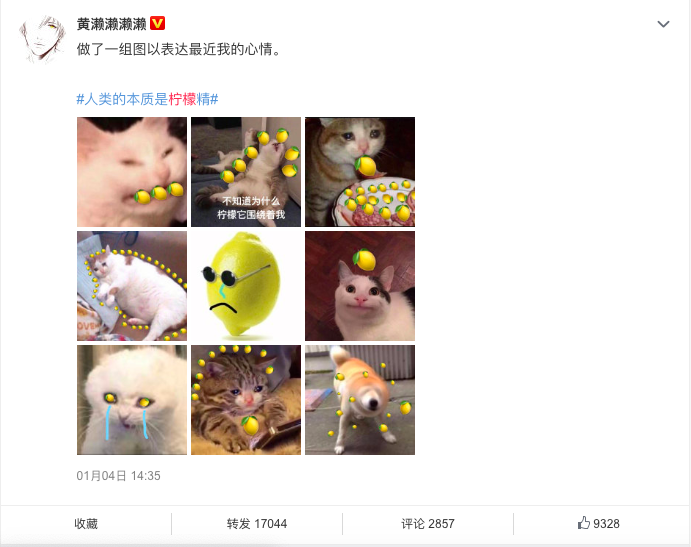 黄濑濑濑濑
做了一组图以表达最近我的心情。
#人类的本质是柠檬精#
不知道为什么
柠檬它围绕着我
LOVE
01月04日 14:35
收藏
转发 17044
评论 2857
9328